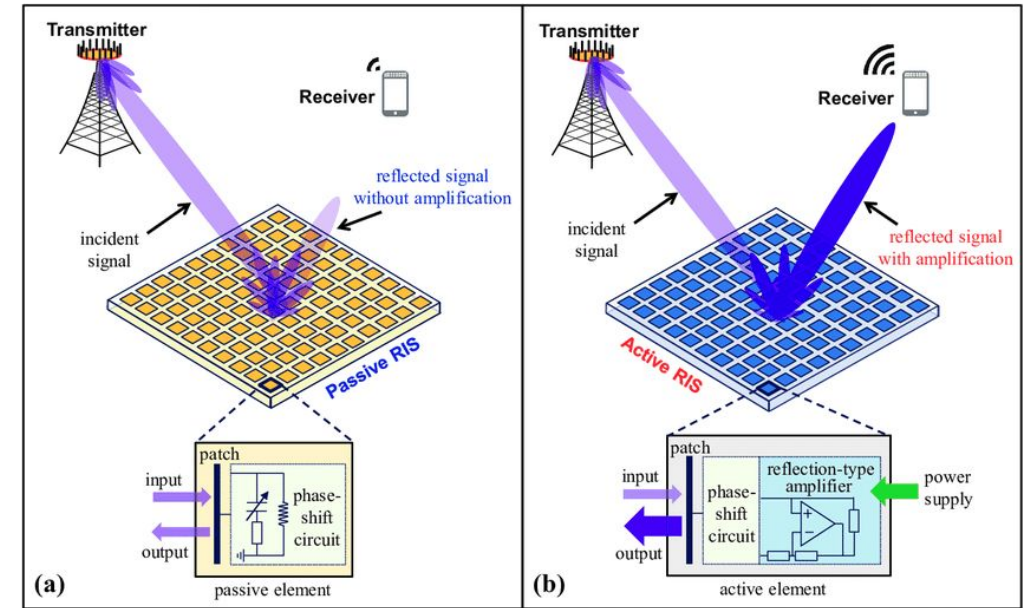 Transmitter
Receiver
reflected signal
without amplification
incident
signal
Passive RIS
patch
input
output
phase-
shift
circuit
(a)
passive element
Transmitter
Receiver
incident
signal
reflected signal
with amplification
Active RIS
patch
input
output
phase-
shift
circuit
reflection-type
amplifier
+
−
power
supply
(b)
active element